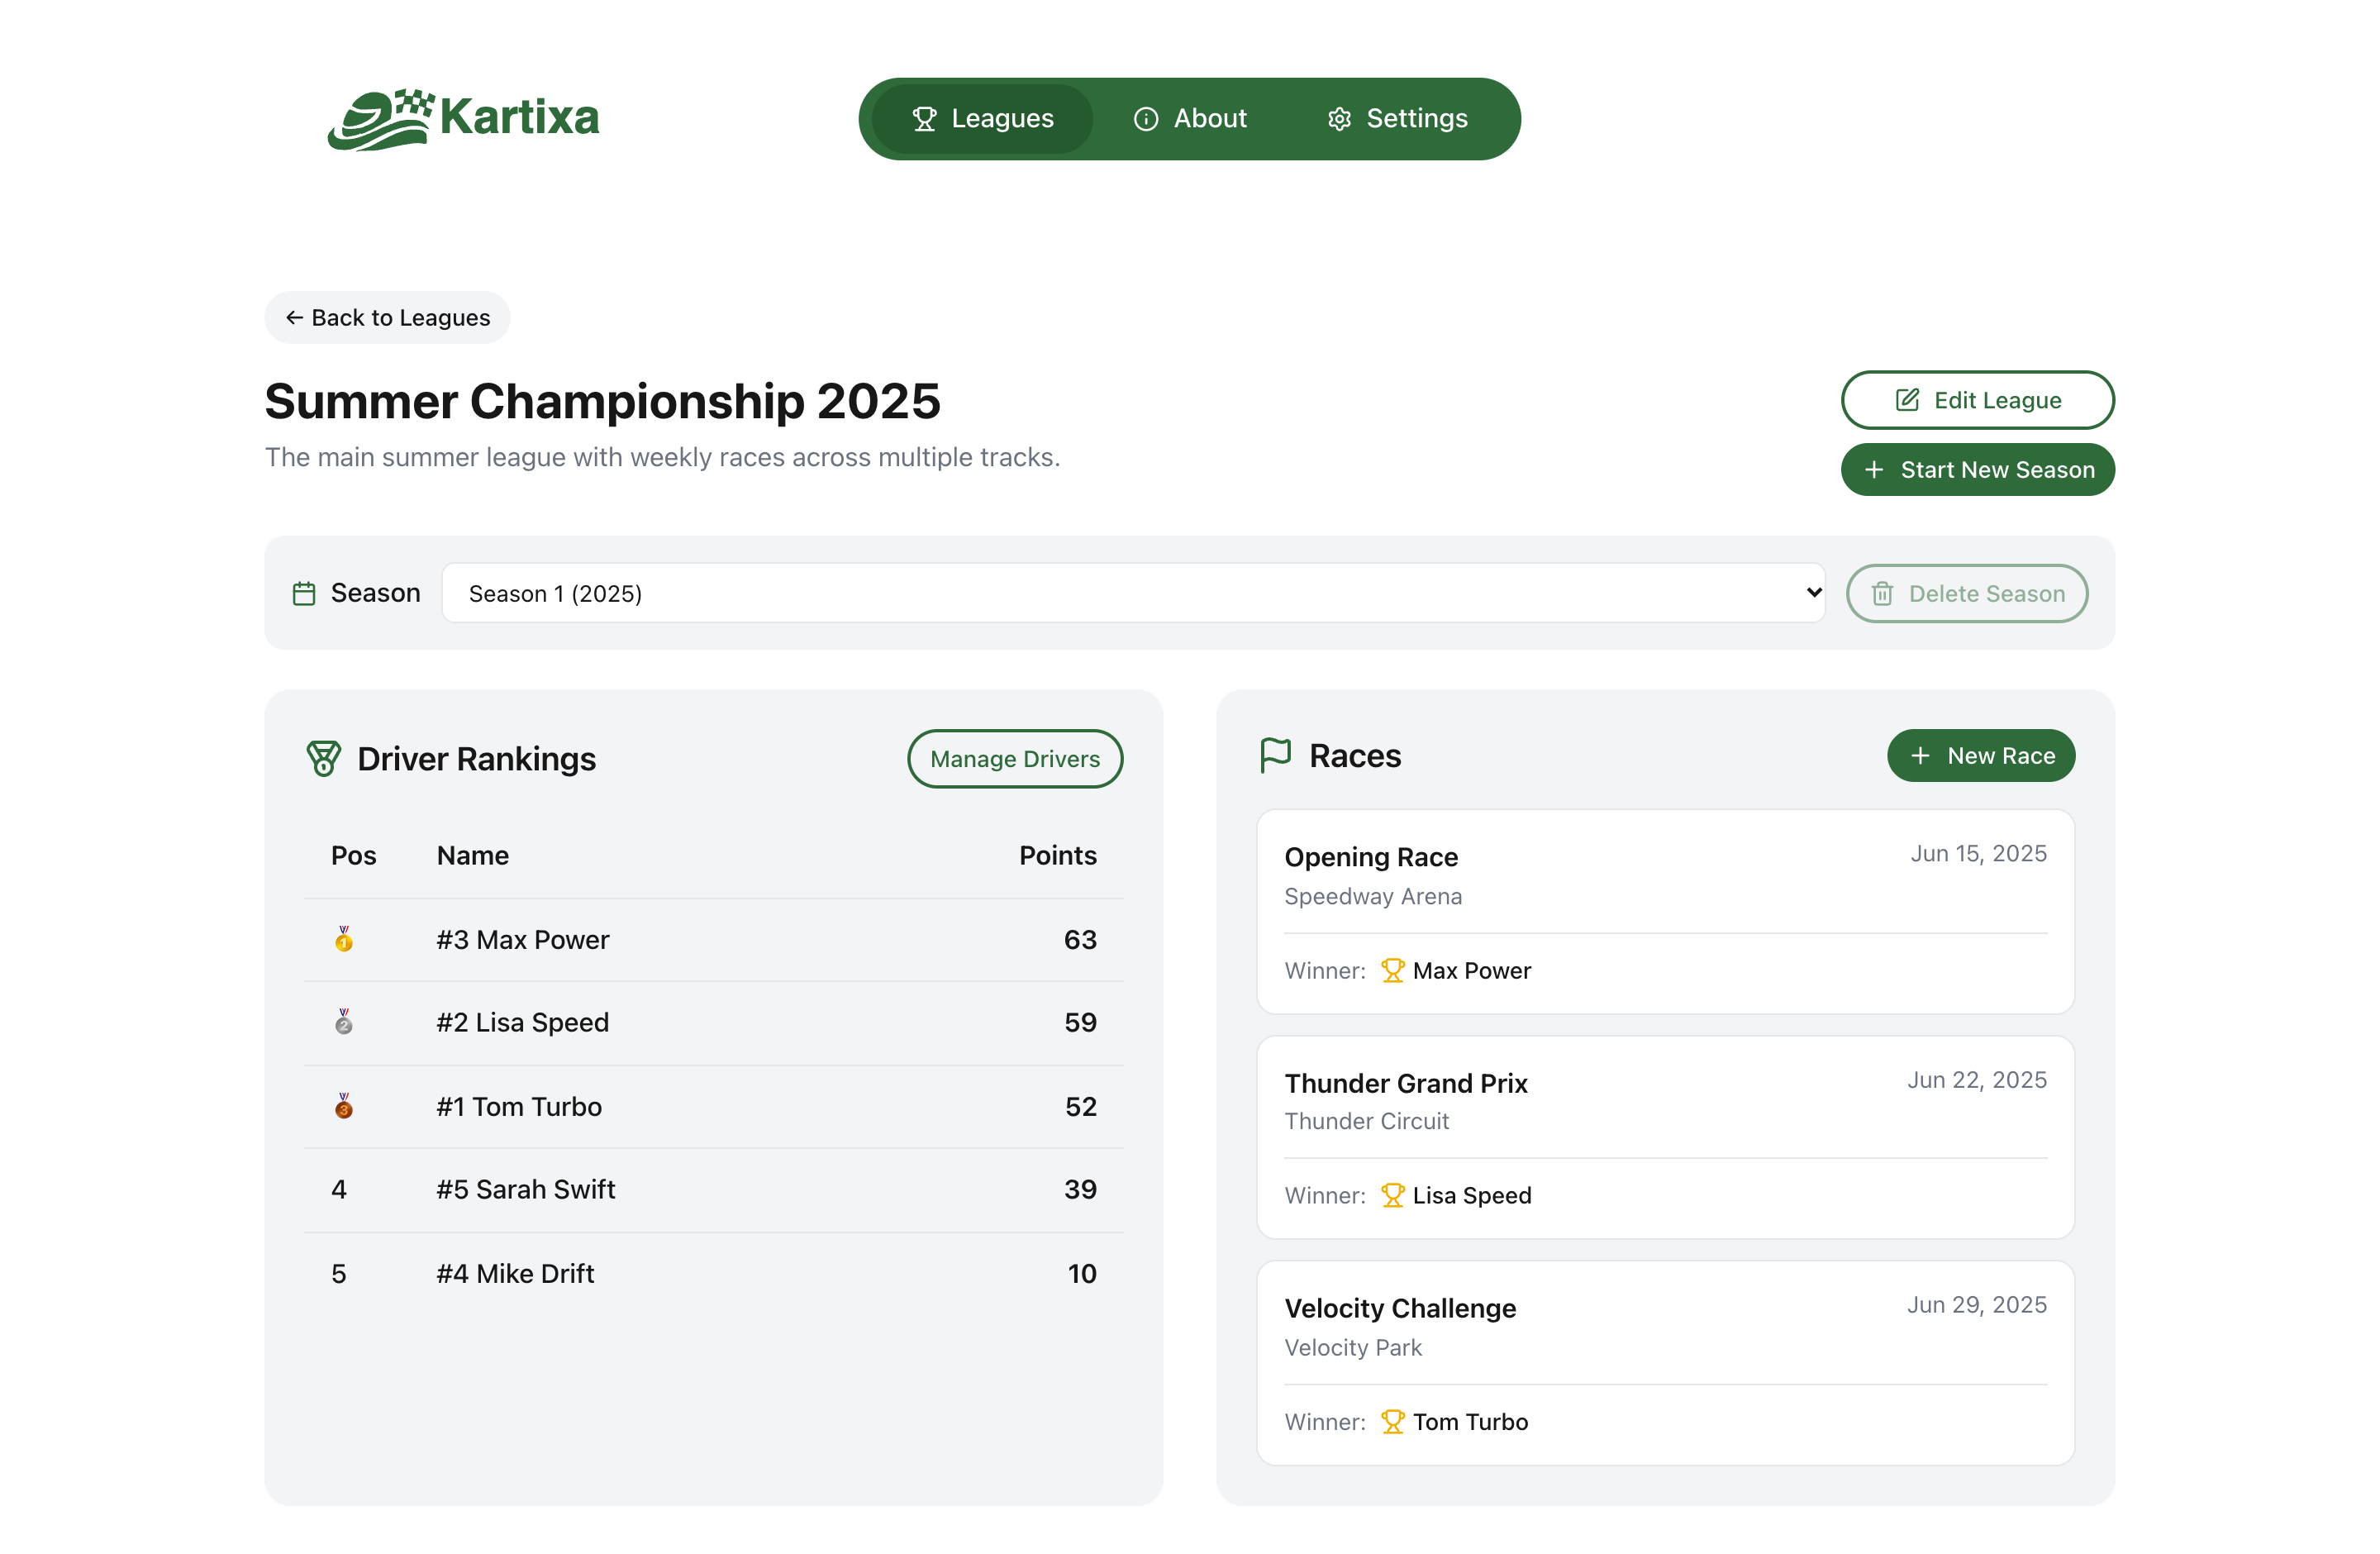 Kartixa
Leagues
About
Settings
Back to Leagues
Summer Championship 2025
The main summer league with weekly races across multiple tracks.
Edit League
Start New Season
Season
Season 1 (2025)
Delete Season
Driver Rankings
Manage Drivers
Pos Name Points
1 #3 Max Power 63
2 #2 Lisa Speed 59
3 #1 Tom Turbo 52
4 #5 Sarah Swift 39
5 #4 Mike Drift 10
Races
New Race
Opening Race
Jun 15, 2025
Speedway Arena
Winner: Max Power
Thunder Grand Prix
Jun 22, 2025
Thunder Circuit
Winner: Lisa Speed
Velocity Challenge
Jun 29, 2025
Velocity Park
Winner: Tom Turbo